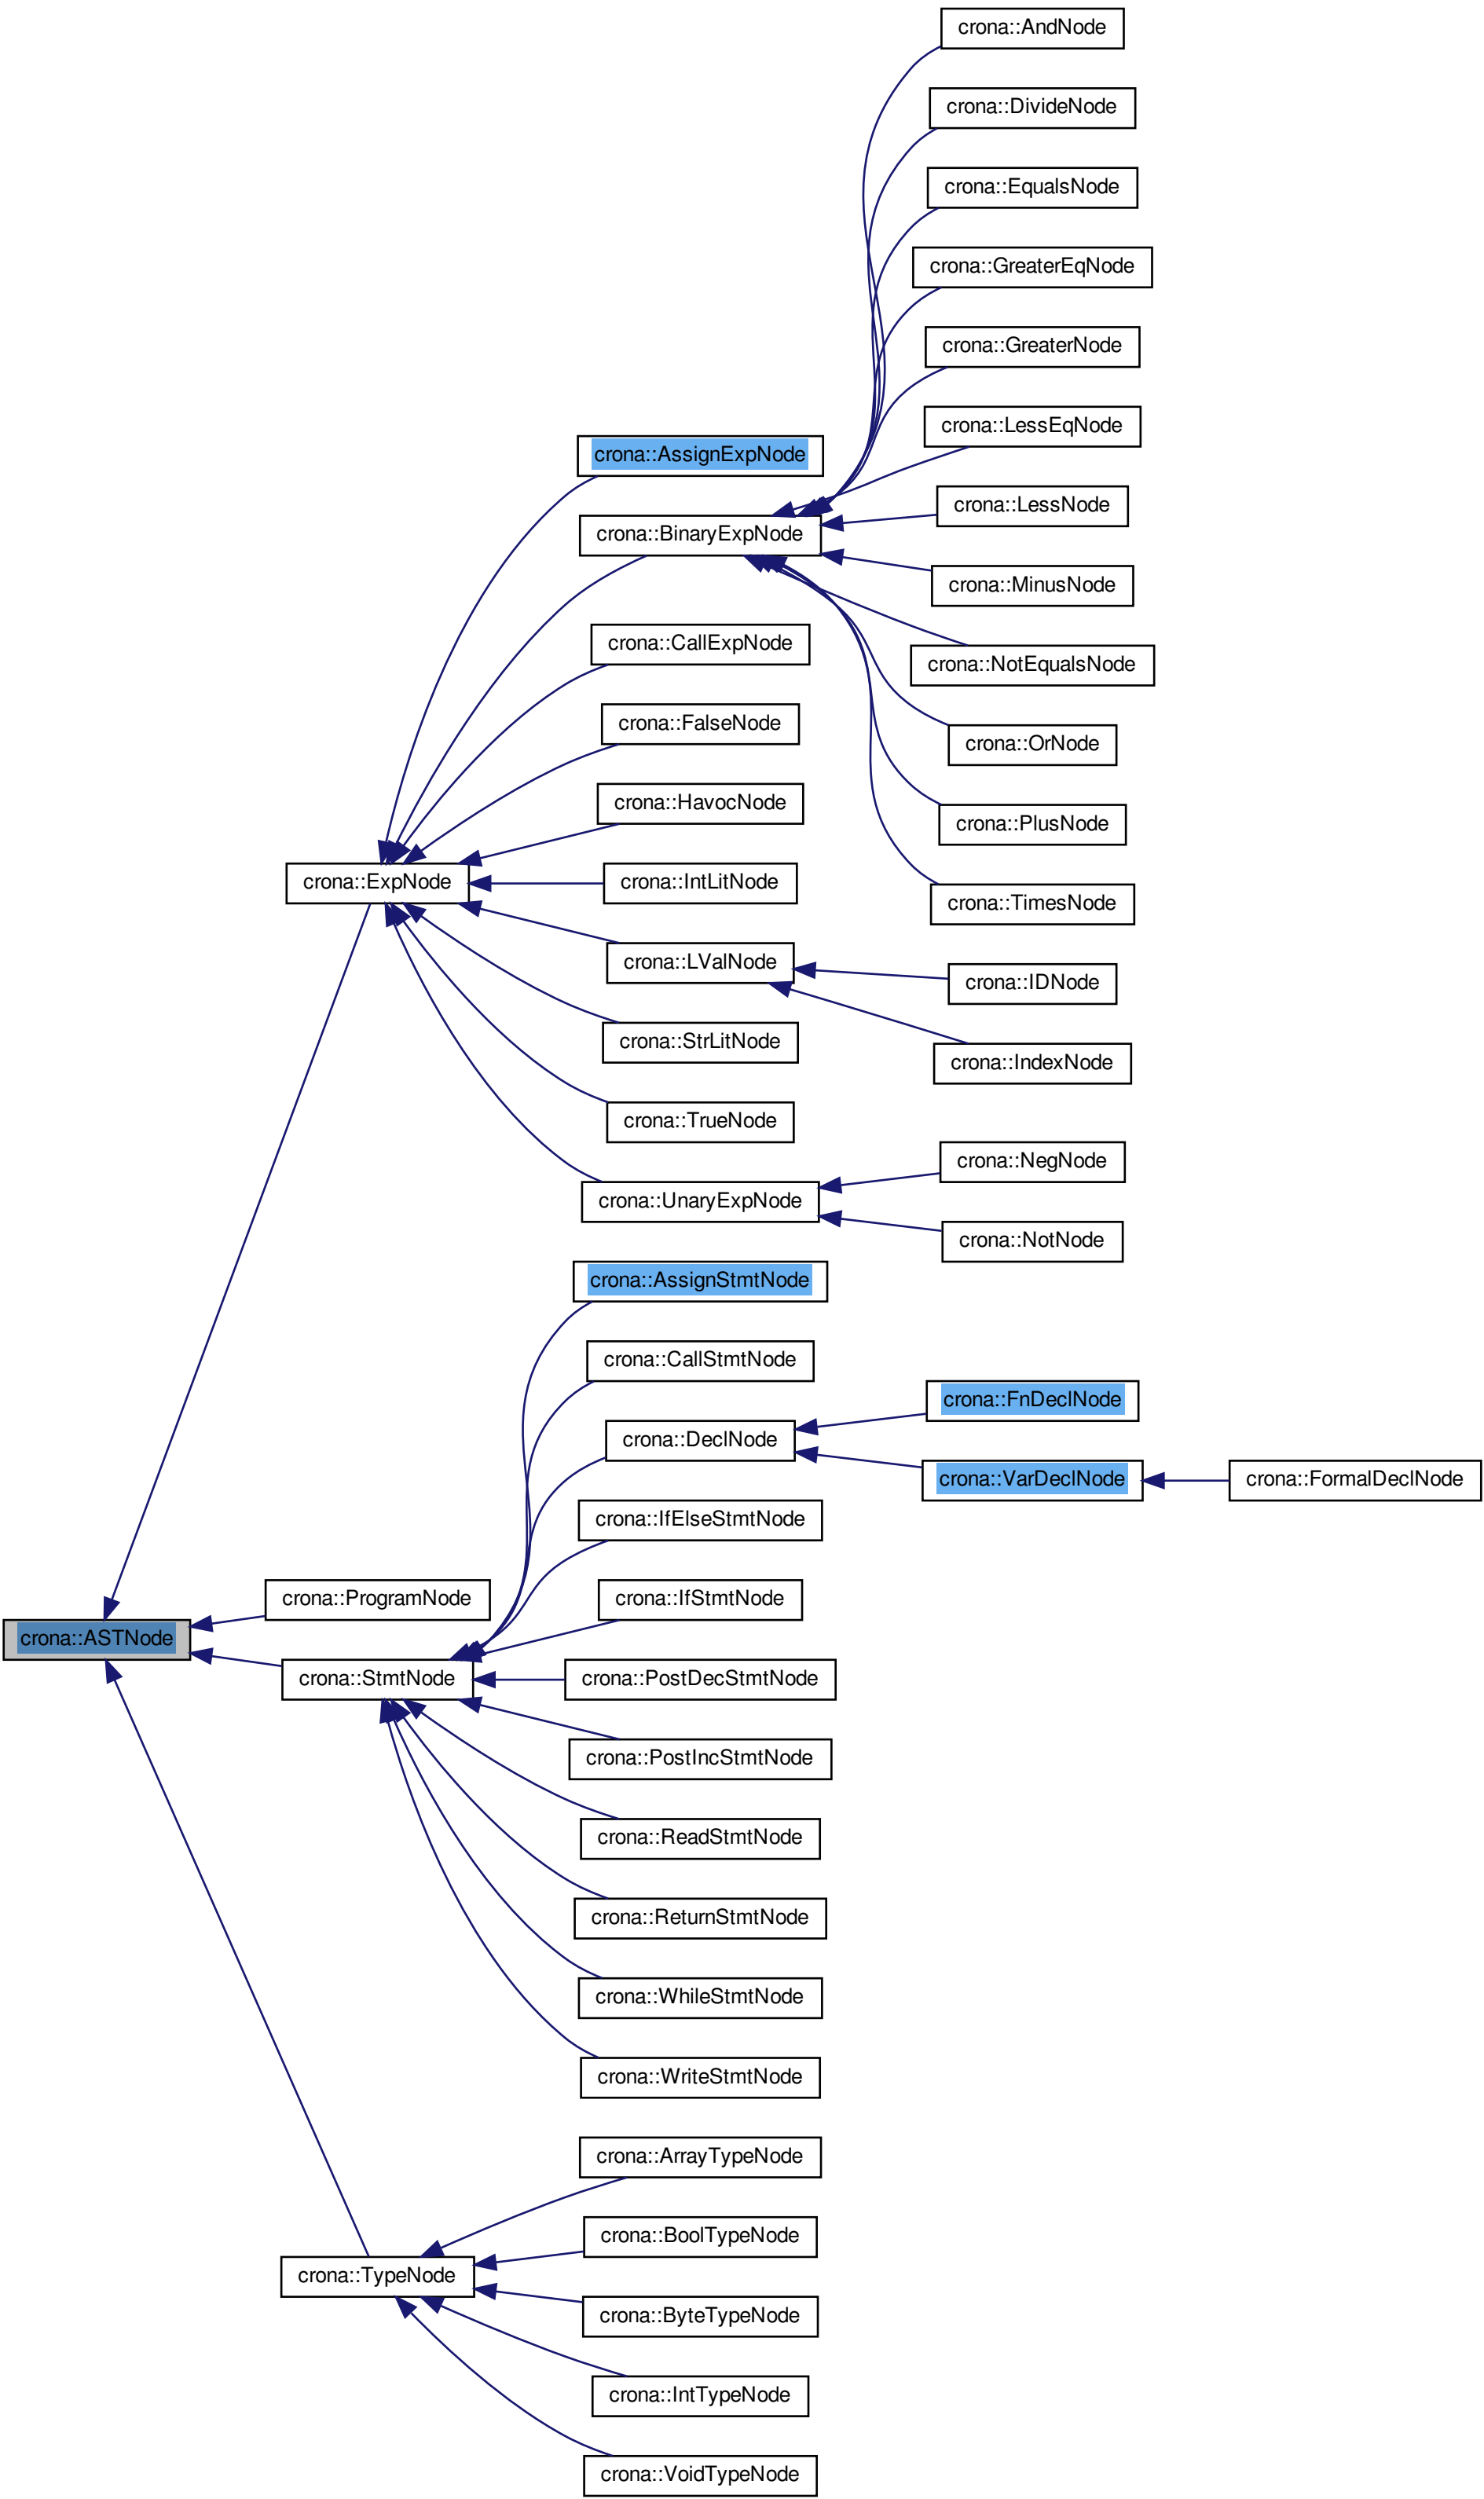 crona::AndNode
crona::DivideNode
crona::EqualsNode
crona::GreaterEqNode
crona::GreaterNode
crona::LessEqNode
crona::AssignExpNode
crona::LessNode
crona::BinaryExpNode
crona::MinusNode
crona::CallExpNode
crona::NotEqualsNode
crona::FalseNode
crona::OrNode
crona::HavocNode
crona::PlusNode
crona::ExpNode
crona::IntLitNode
crona::TimesNode
crona::LValNode
crona::IDNode
crona::StrLitNode
crona::IndexNode
crona::TrueNode
crona::NegNode
crona::UnaryExpNode
crona::NotNode
crona::AssignStmtNode
crona::CallStmtNode
crona::FnDeclNode
crona::DeclNode
crona::VarDeclNode
crona::FormalDeclNode
crona::IfElseStmtNode
crona::ProgramNode
crona::IfStmtNode
crona::ASTNode
crona::StmtNode
crona::PostDecStmtNode
crona::PostIncStmtNode
crona::ReadStmtNode
crona::ReturnStmtNode
crona::WhileStmtNode
crona::WriteStmtNode
crona::ArrayTypeNode
crona::BoolTypeNode
crona::TypeNode
crona::ByteTypeNode
crona::IntTypeNode
crona::VoidTypeNode